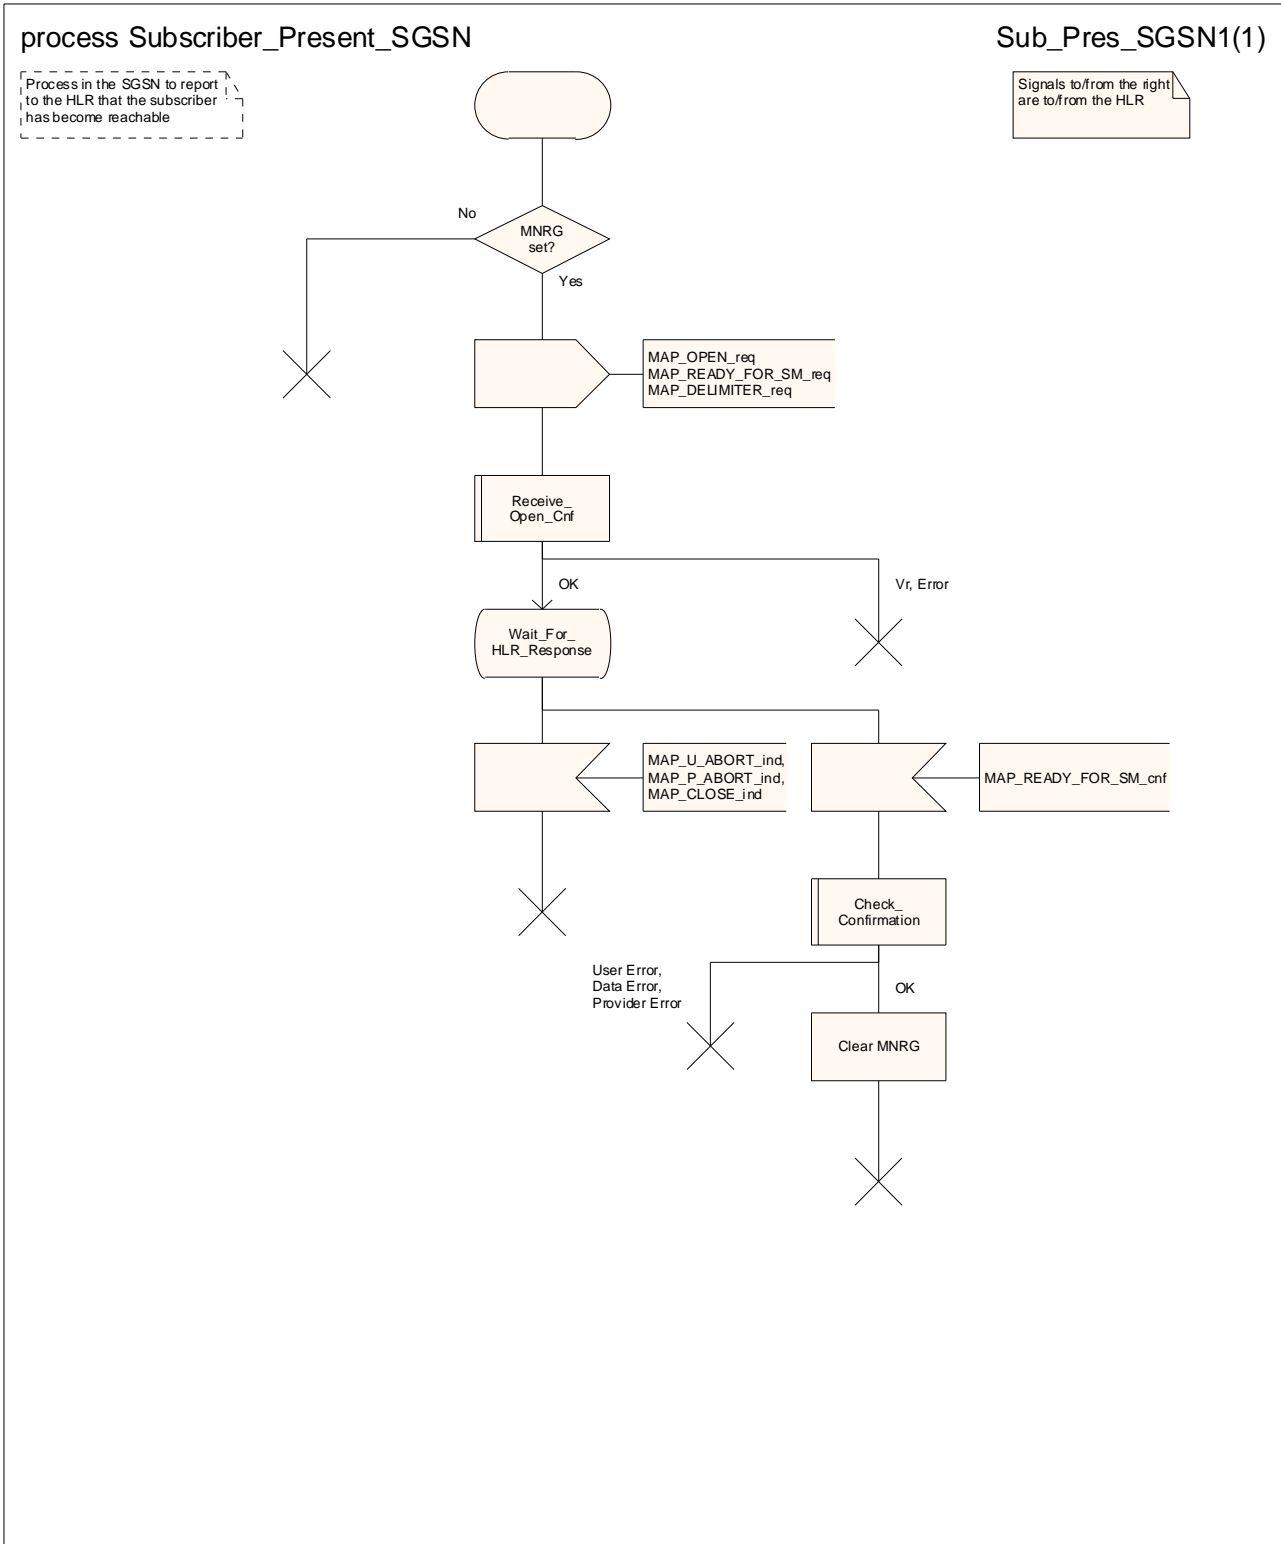 process Subscriber_Present_SGSN
Sub_Pres_SGSN1(1)
Process in the SGSN to report
to the HLR that the subscriber
has become reachable
Signals to/from the right
are to/from the HLR
No
MNRG
set?
Yes
MAP_OPEN_req
MAP_READY_FOR_SM_req
MAP_DELIMITER_req
Receive_
Open_Cnf
OK
Vr, Error
Wait_For_
HLR_Response
MAP_U_ABORT_ind,
MAP_P_ABORT_ind,
MAP_CLOSE_ind
MAP_READY_FOR_SM_cnf
Check_
Confirmation
User Error,
Data Error,
Provider Error
OK
Clear MNRG